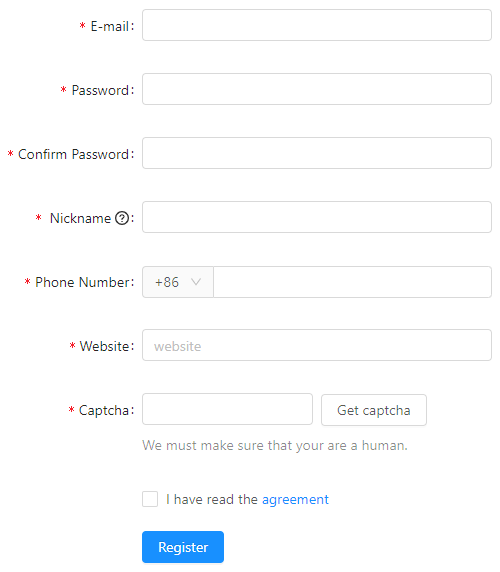 * E-mail:
* Password:
* Confirm Password:
* Nickname ?:
* Phone Number: +86
* Website: website
* Captcha: Get captcha
We must make sure that your are a human.
I have read the agreement
Register